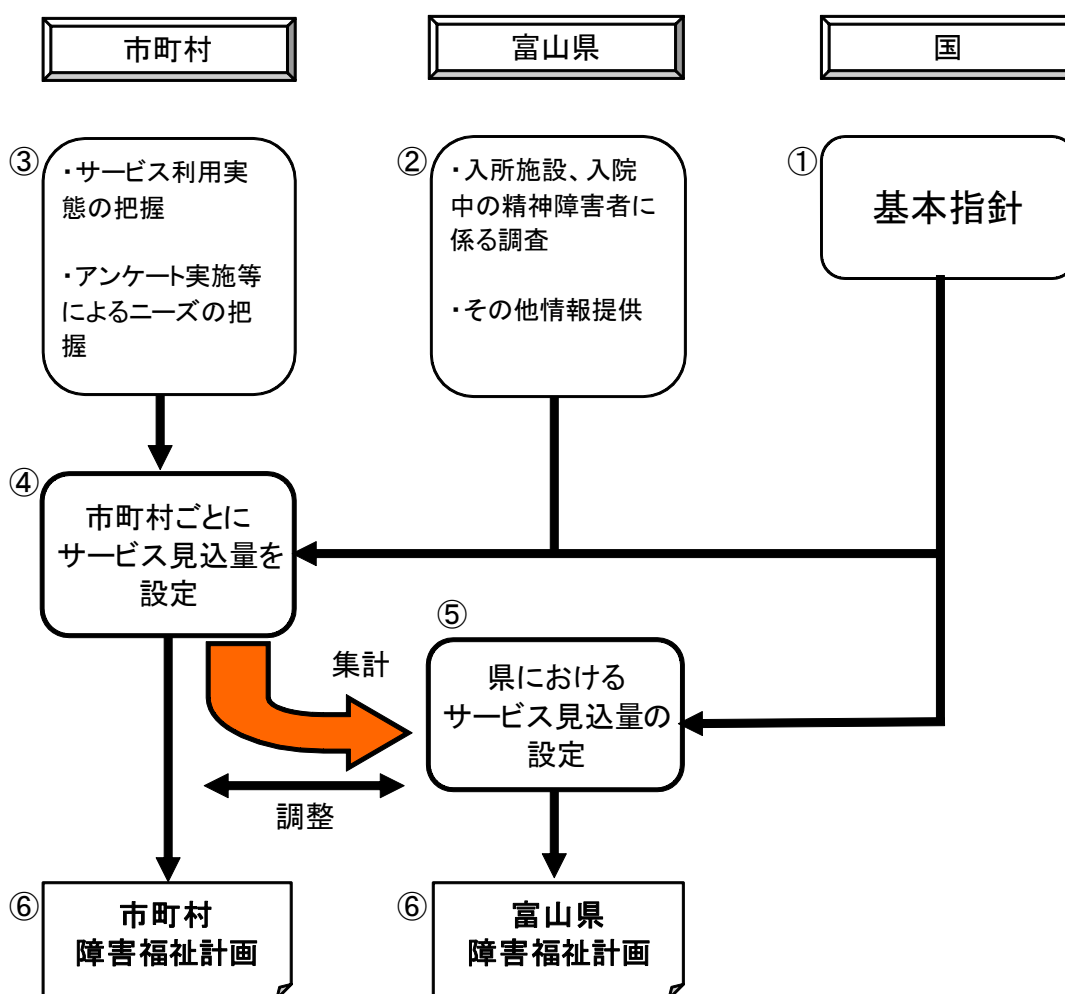 市町村
富山県
国
③
・サービス利用実
態の把握
・アンケート実施等
によるニーズの把
握
②
・入所施設、入院
中の精神障害者に
係る調査
・その他情報提供
①
基本指針
④
市町村ごとに
サービス見込量を
設定
集計
調整
⑤
県における
サービス見込量の
設定
⑥
市町村
障害福祉計画
⑥
富山県
障害福祉計画